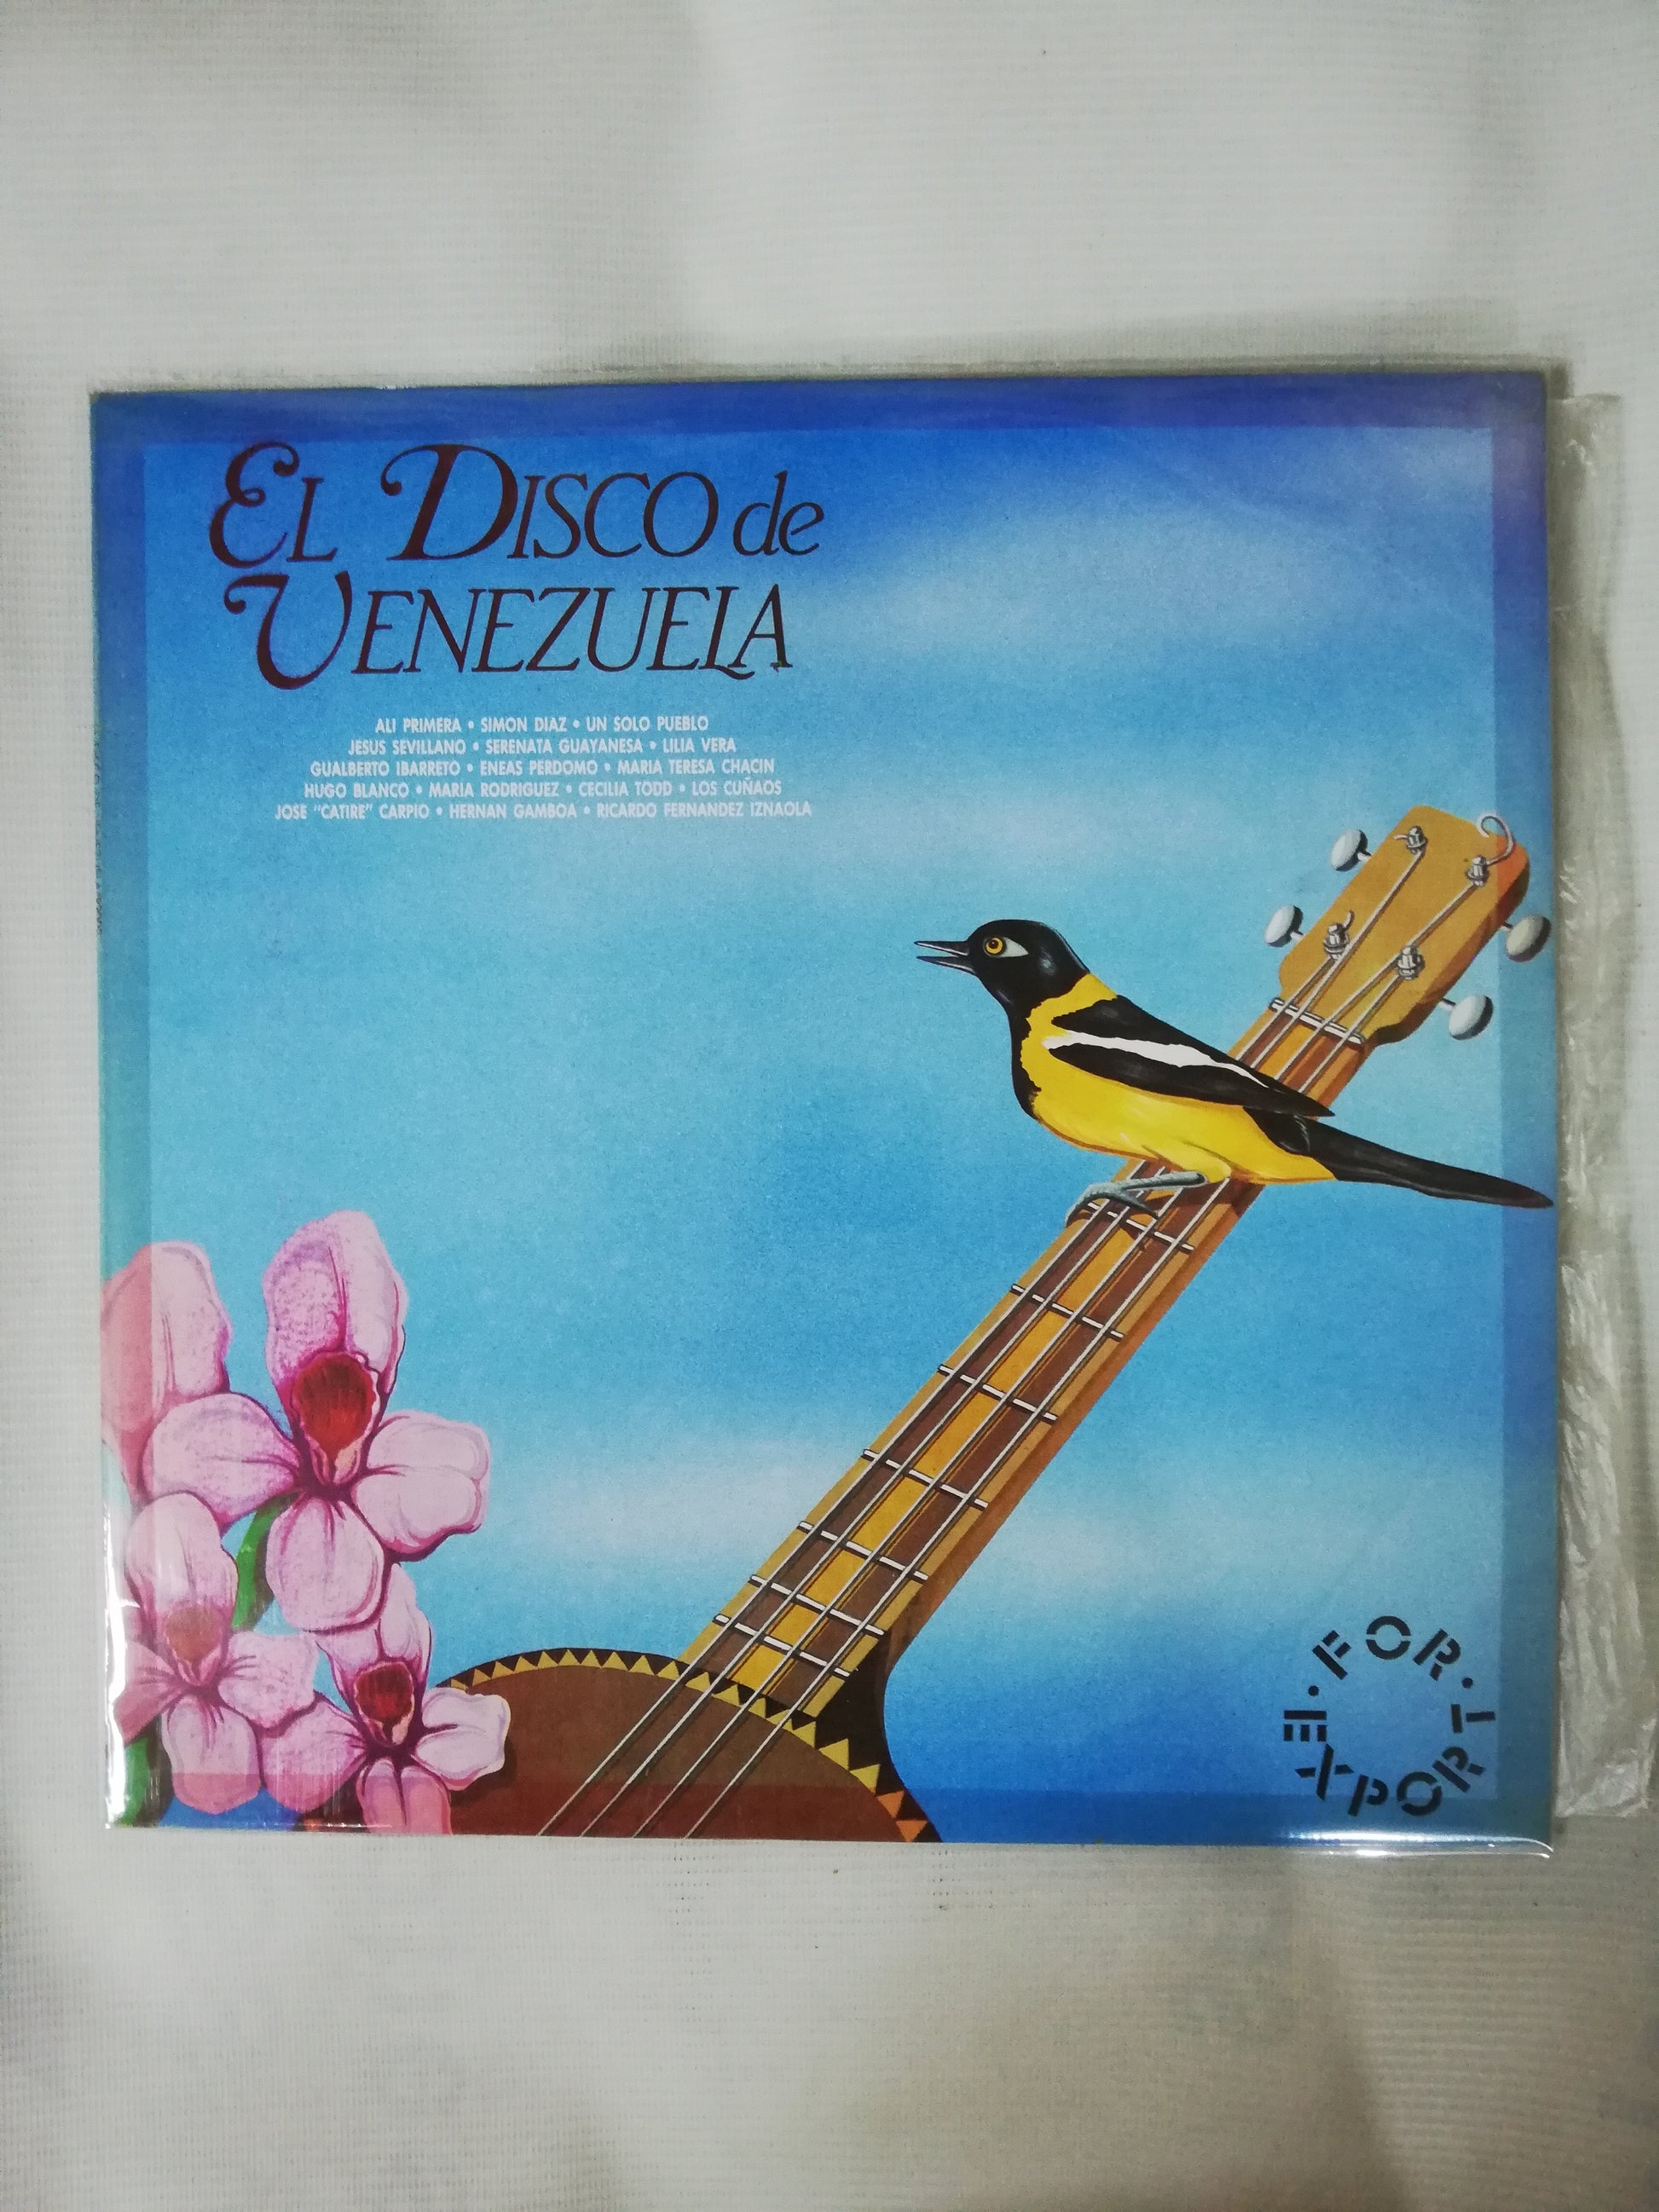 EL DISCO de
VENEZUELA
ALI PRIMERA • SIMON DIAZ • UN SOLO PUEBLO
JESUS SEVILLANO • SERENATA GUAYANESA • LILIA VERA
GUALBERTO IBARRETO • ENEAS PERDOMO • MARIA TERESA CHACIN
HUGO BLANCO • MARIA RODRIGUEZ • CECILIA TODD • LOS CUÑAOS
JOSE "CATIRE" CARPIO • HERNAN GAMBOA • RICARDO FERNANDEZ IZNAOLA
• FOR • EXPORT